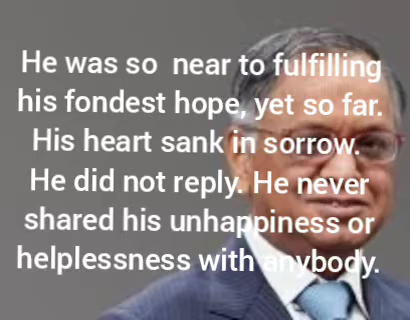 He was so near to fulfilling
his fondest hope, yet so far.
His heart sank in sorrow.
He did not reply. He never
shared his unhappiness or
helplessness with anybody.